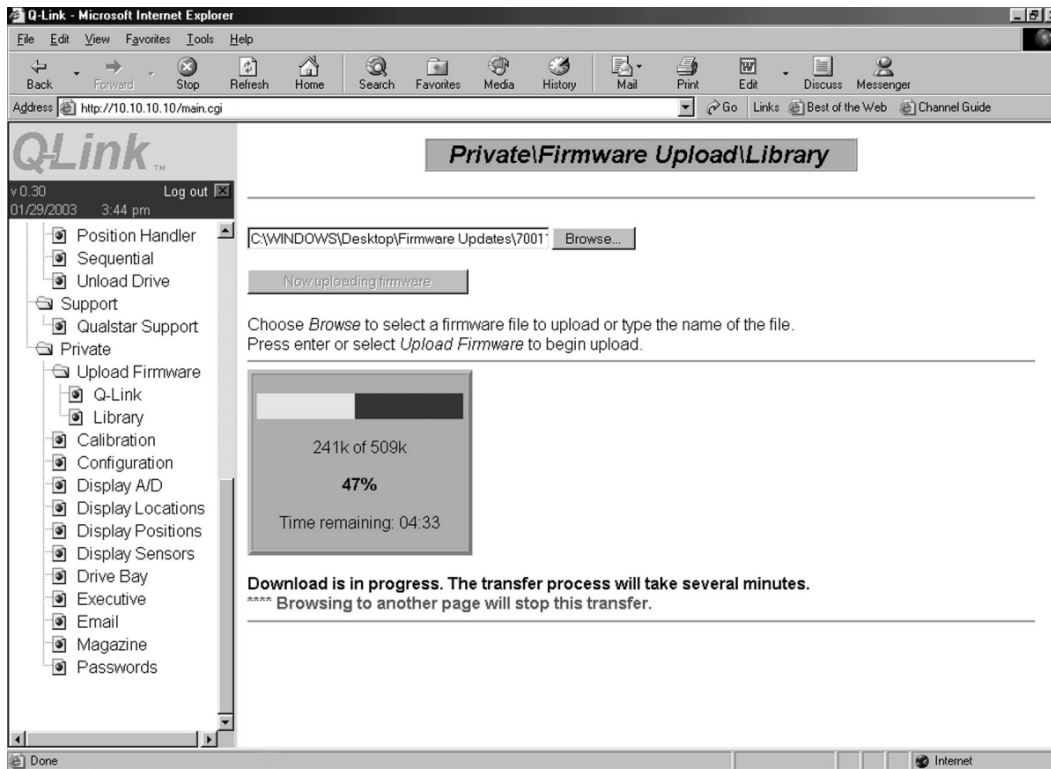 Q-Link - Microsoft Internet Explorer
File Edit View Favorites Tools Help
Back Forward Stop Refresh Home Search Favorites Media History Mail Print Edit Discuss Messenger
Address http://10.10.10.10/main.cgi Go Links Best of the Web Channel Guide
Q-Link TM
v 0.30 Log out
01/29/2003 3:44 pm
Position Handler
Sequential
Unload Drive
Support
Qualstar Support
Private
Upload Firmware
Q-Link
Library
Calibration
Configuration
Display A/D
Display Locations
Display Positions
Display Sensors
Drive Bay
Executive
Email
Magazine
Passwords
Private\Firmware Upload\Library
C:\WINDOWS\Desktop\Firmware Updates\7001 Browse...
Now uploading firmware
Choose Browse to select a firmware file to upload or type the name of the file.
Press enter or select Upload Firmware to begin upload.
241k of 509k
47%
Time remaining: 04:33
Download is in progress. The transfer process will take several minutes.
**** Browsing to another page will stop this transfer.
Done Internet